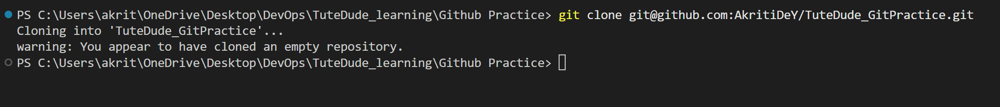 PS C:\Users\akrit\OneDrive\Desktop\DevOps\TuteDude_learning\Github Practice> git clone git@github.com:AkritiDeY/TuteDude_GitPractice.git
Cloning into 'TuteDude_GitPractice'...
warning: You appear to have cloned an empty repository.
PS C:\Users\akrit\OneDrive\Desktop\DevOps\TuteDude_learning\Github Practice>